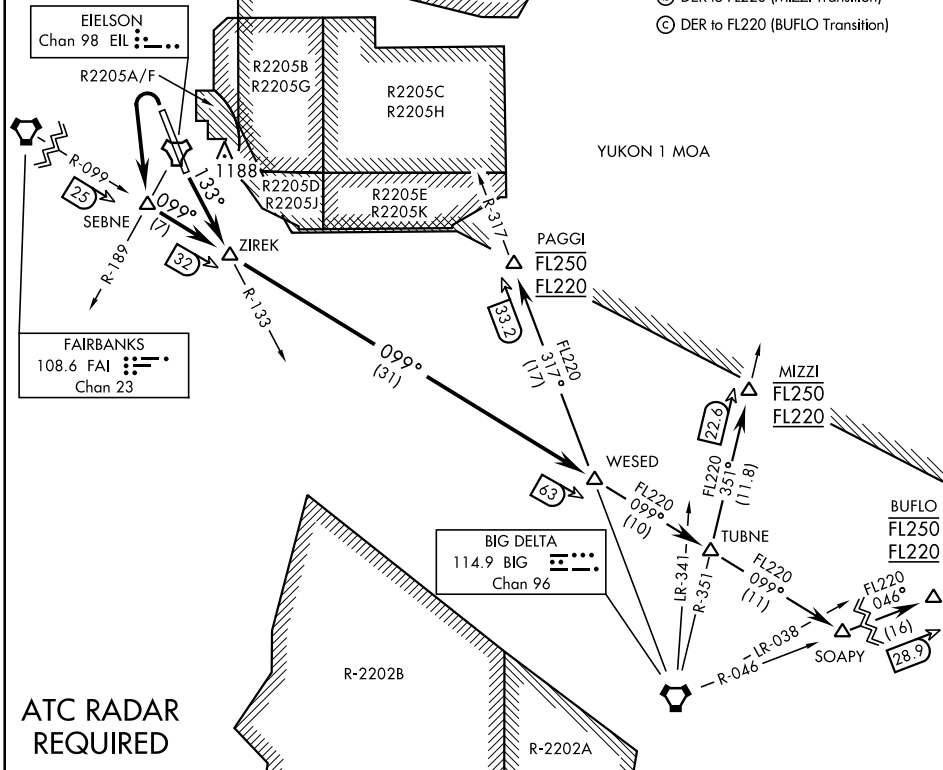 © DER to FL220 (BUFLO Transition)
EIELSON
Chan 98 EIL
R2205A/F
R2205B
R2205G
R2205C
R2205H
YUKON 1 MOA
R-099
25
SEBNE
099°
(7)
133°
1188
R2205D
R2205J
R2205E
R2205K
R-317
ZIREK
32
R-189
R-133
PAGGI
FL250
FL220
33.2
FAIRBANKS
108.6 FAI
Chan 23
099°
(31)
FL220
317°
(17)
MIZZI
FL250
FL220
22.6
FL220
351°
(11.8)
WESED
63
FL220
099°
(10)
TUBNE
BUFLO
FL250
FL220
BIG DELTA
114.9 BIG
Chan 96
LR-341
R-351
FL220
099°
(11)
FL220
046°
(16)
28.9
LR-038
R-046
SOAPY
R-2202B
R-2202A
ATC RADAR
REQUIRED